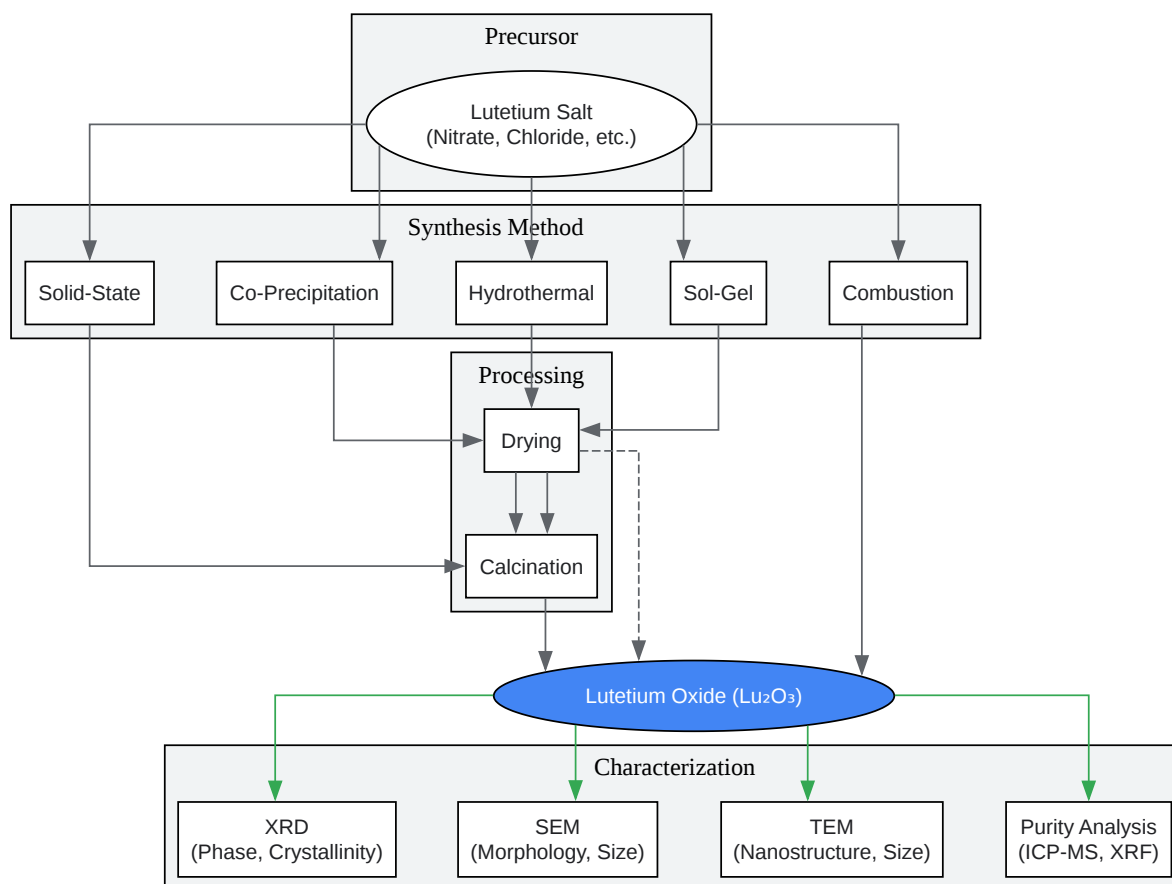 Precursor
Lutetium Salt
(Nitrate, Chloride, etc.)
Synthesis Method
Solid-State
Co-Precipitation
Hydrothermal
Sol-Gel
Combustion
Processing
Drying
Calcination
Lutetium Oxide (Lu₂O₃)
Characterization
XRD
(Phase, Crystallinity)
SEM
(Morphology, Size)
TEM
(Nanostructure, Size)
Purity Analysis
(ICP-MS, XRF)